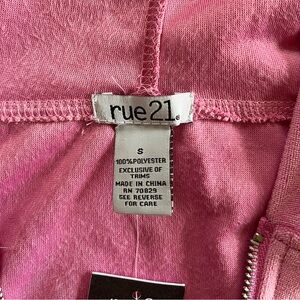 rue21
S
100%POLYESTER
EXCLUSIVE OF
TRIMS
MADE IN CHINA
RN 70829
SEE REVERSE
FOR CARE